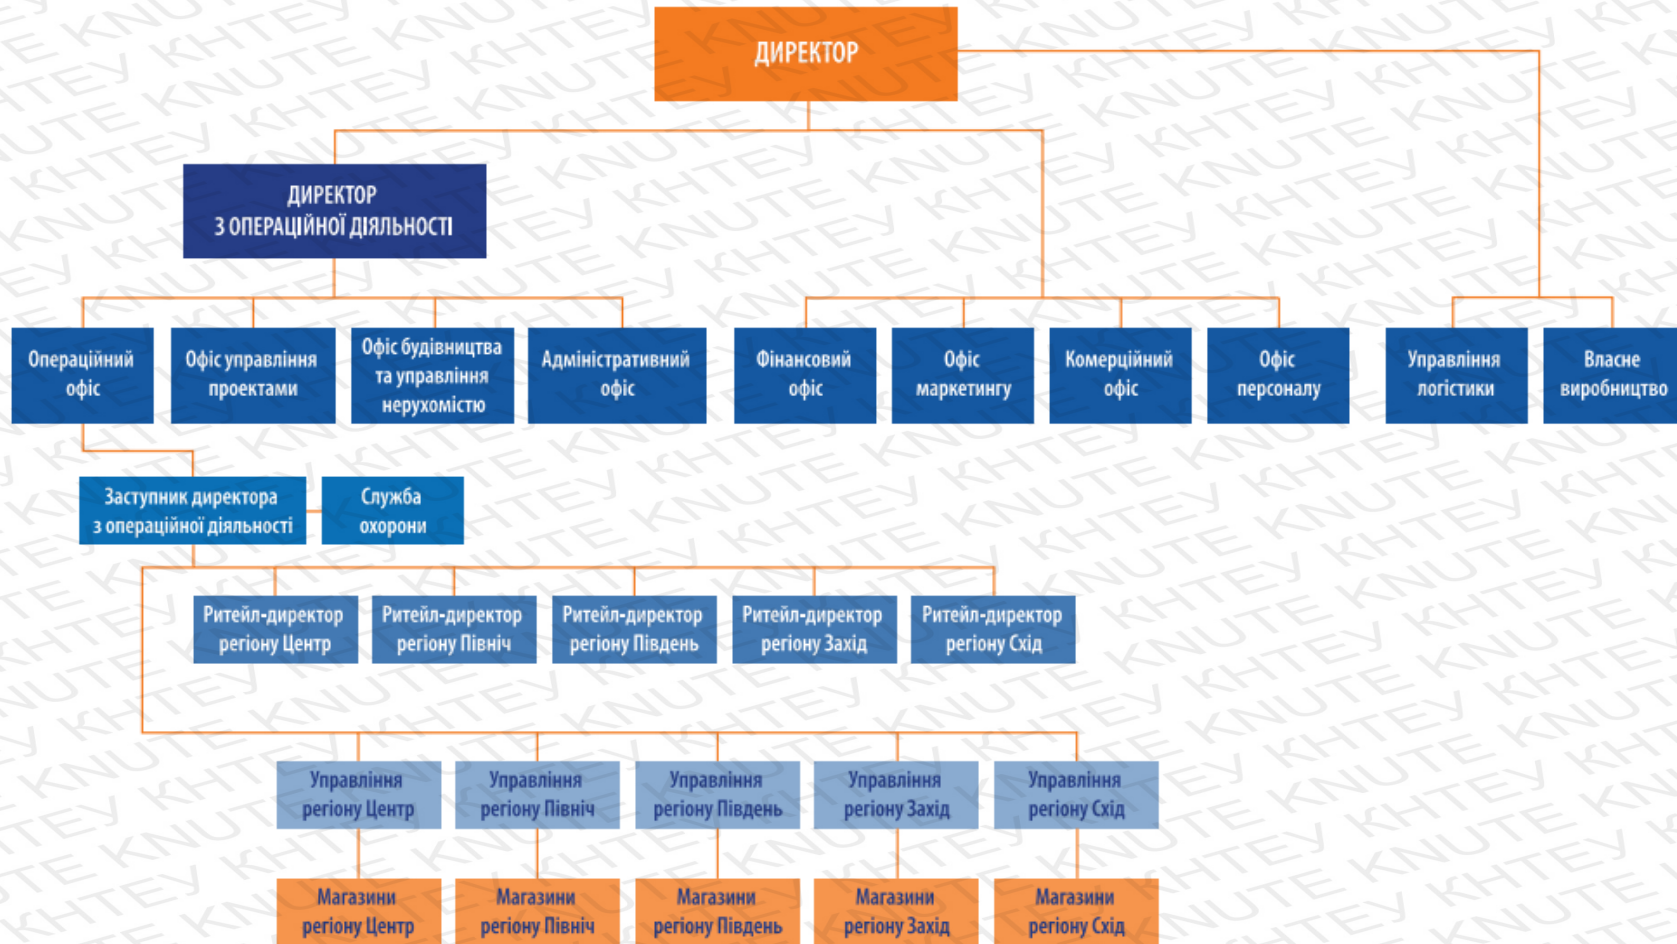 ДИРЕКТОР
ДИРЕКТОР
З ОПЕРАЦІЙНОЇ ДІЯЛЬНОСТІ
Операційний
офіс
Офіс управління
проектами
Офіс будівництва
та управління
нерухомістю
Адміністративний
офіс
Фінансовий
офіс
Офіс
маркетингу
Комерційний
офіс
Офіс
персоналу
Управління
логістики
Власне
виробництво
Заступник директора
з операційної діяльності
Служба
охорони
Ритейл-директор
регіону Центр
Ритейл-директор
регіону Північ
Ритейл-директор
регіону Південь
Ритейл-директор
регіону Захід
Ритейл-директор
регіону Схід
Управління
регіону Центр
Управління
регіону Північ
Управління
регіону Південь
Управління
регіону Захід
Управління
регіону Схід
Магазини
регіону Центр
Магазини
регіону Північ
Магазини
регіону Південь
Магазини
регіону Захід
Магазини
регіону Схід
KNUTE KHTEY KNUTE KHTEY